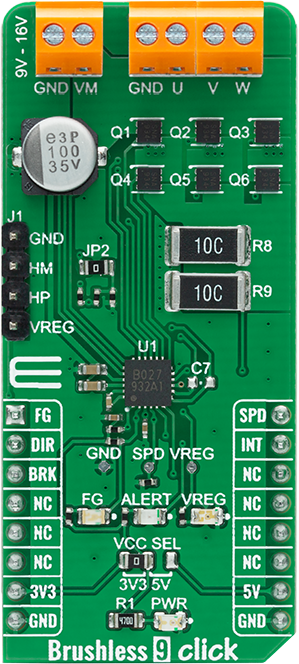 9V - 16V
GND VM GND U V W
Q1 Q2 Q3
e3P
100
35V
Q4 Q5 Q6
J1
GND
10C R8
JP2
HM
0
HP
10C R9
VREG
U1
B027
932A1
C7
FG SPD
DIR INT
GND SPD VREG
BRK NC
NC NC
FG ALERT VREG
NC NC
VCC SEL
NC NC
0
3V3 3V3 5V 5V
R1 PWR
GND 4700 GND
Brushless 9 click